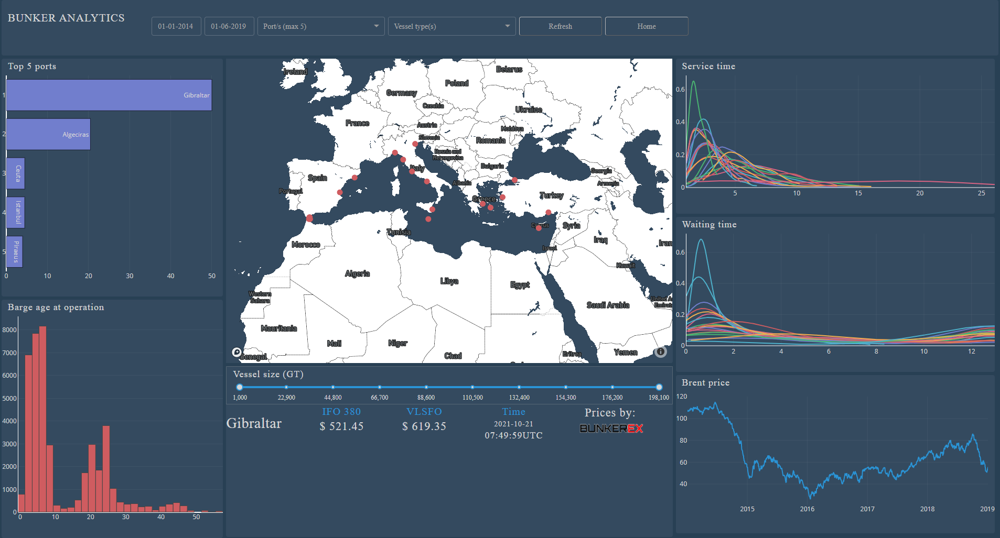 BUNKER ANALYTICS
01-01-2014
01-06-2019
Port/s (max 5)
Vessel type(s)
Refresh
Home
Top 5 ports
1
Gibraltar
2
Algeciras
3
Ceuta
4
Istanbul
5
Piraeus
0 10 20 30 40 50
Barge age at operation
8000
7000
6000
5000
4000
3000
2000
1000
0
0 10 20 30 40 50
Ireland
Belarus
Poland
Germany
Czechia
Ukraine
France
Austria
Moldova
Slovenia
Romania
Bosnia and
Herzegovina
Italy
Bulgaria
Georgia
Spain
Albania
Armenia
Portugal
Greece
Turkey
Cyprus
Syria
Tunisia
Morocco
Iraq
Iran
Israel
Kuwait
Algeria
Libya
Egypt
Western
Sahara
United A
Emirat
Saudi Arabia
Mauritania
Mali
Niger
Chad
Eritrea
Yemen
Senegal
Vessel size (GT)
1,000 22,900 44,800 66,700 88,600 110,500 132,400 154,300 176,200 198,100
Gibraltar
IFO 380
$ 521.45
VLSFO
$ 619.35
Time
2021-10-21
07:49:59UTC
Prices by:
BUNKEREX
Service time
0.6
0.4
0.2
0
5 10 15 20 25
Waiting time
0.6
0.4
0.2
0
0 2 4 6 8 10 12
Brent price
120
100
80
60
40
2015 2016 2017 2018 2019